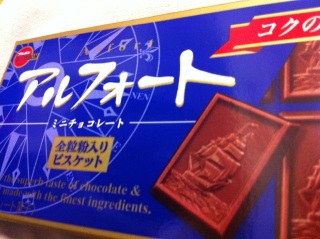 コクの
アルフォート
ミニチョコレート
全粒粉入り
ビスケット
the superb taste of chocolate &
made with the finest ingredients.